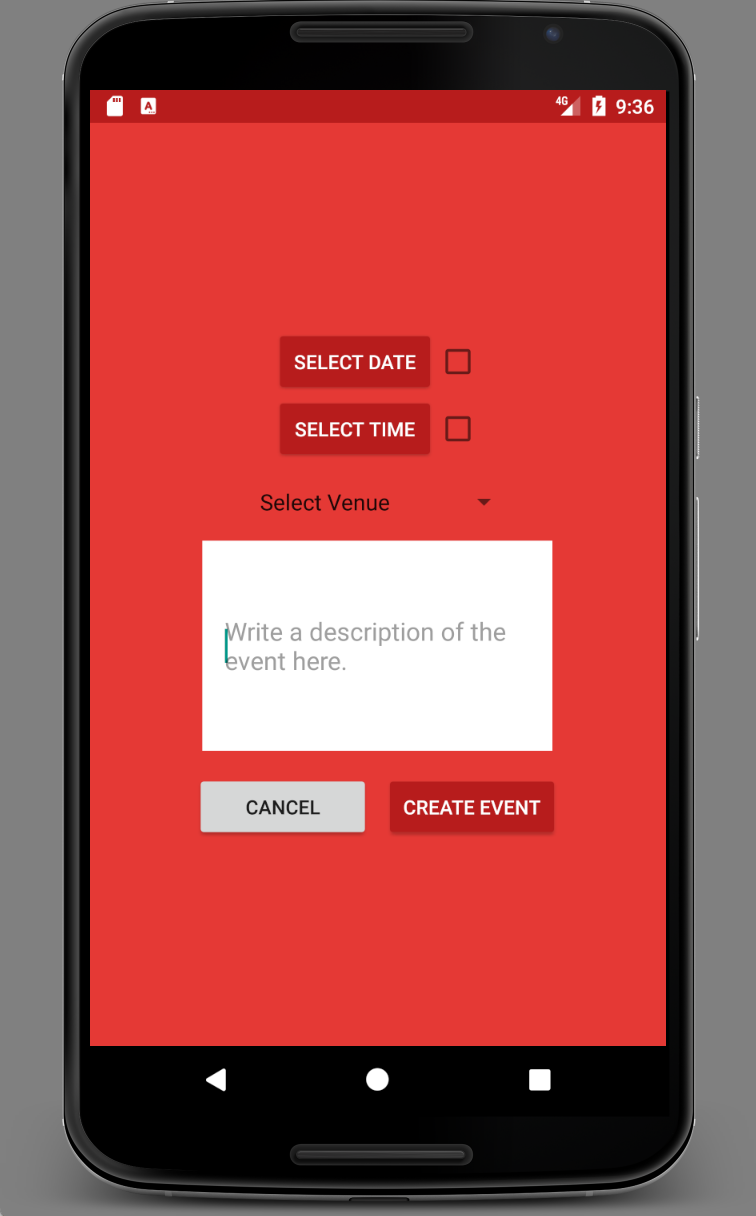 4G 9:36
SELECT DATE
SELECT TIME
Select Venue
Write a description of the
event here.
CANCEL CREATE EVENT